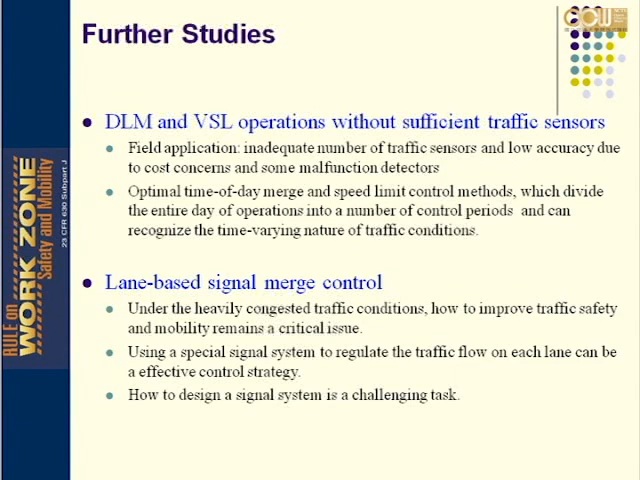 Further Studies
DLM and VSL operations without sufficient traffic sensors
Field application: inadequate number of traffic sensors and low accuracy due
to cost concerns and some malfunction detectors
Optimal time-of-day merge and speed limit control methods, which divide
the entire day of operations into a number of control periods and can
recognize the time-varying nature of traffic conditions.
Lane-based signal merge control
Under the heavily congested traffic conditions, how to improve traffic safety
and mobility remains a critical issue.
Using a special signal system to regulate the traffic flow on each lane can be
a effective control strategy.
How to design a signal system is a challenging task.
RULE on
WORK ZONE
Safety and Mobility
23 CFR 630 Subpart J